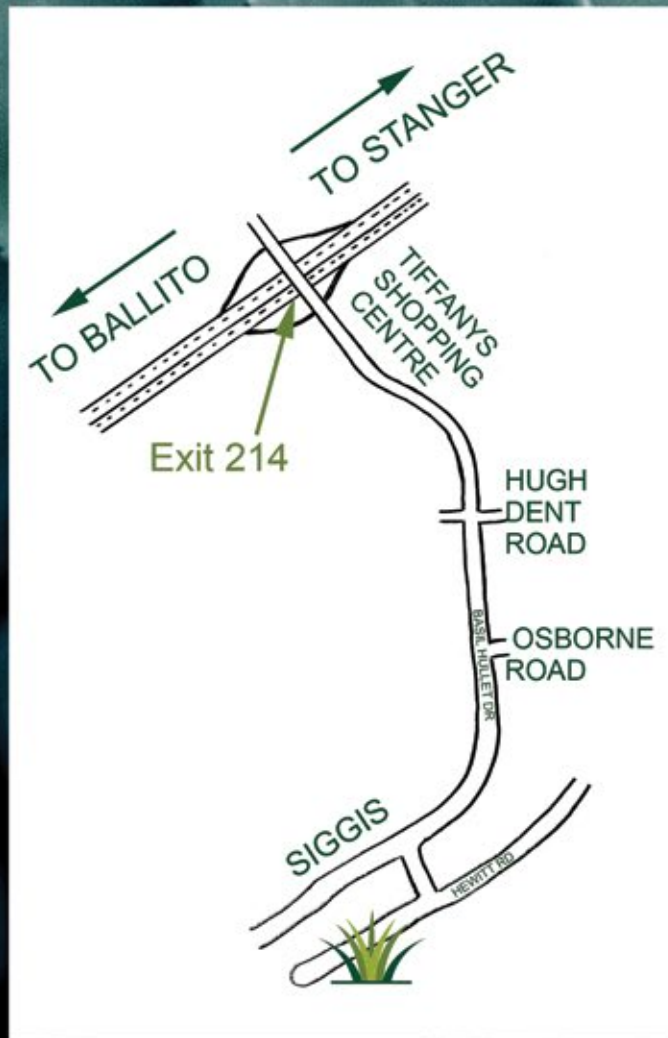 TO STANGER
TO BALLITO
TIFFANYS
SHOPPING
CENTRE
Exit 214
HUGH
DENT
ROAD
BASIL HULLET DR
OSBORNE
ROAD
SIGGIS
HEWITT RD